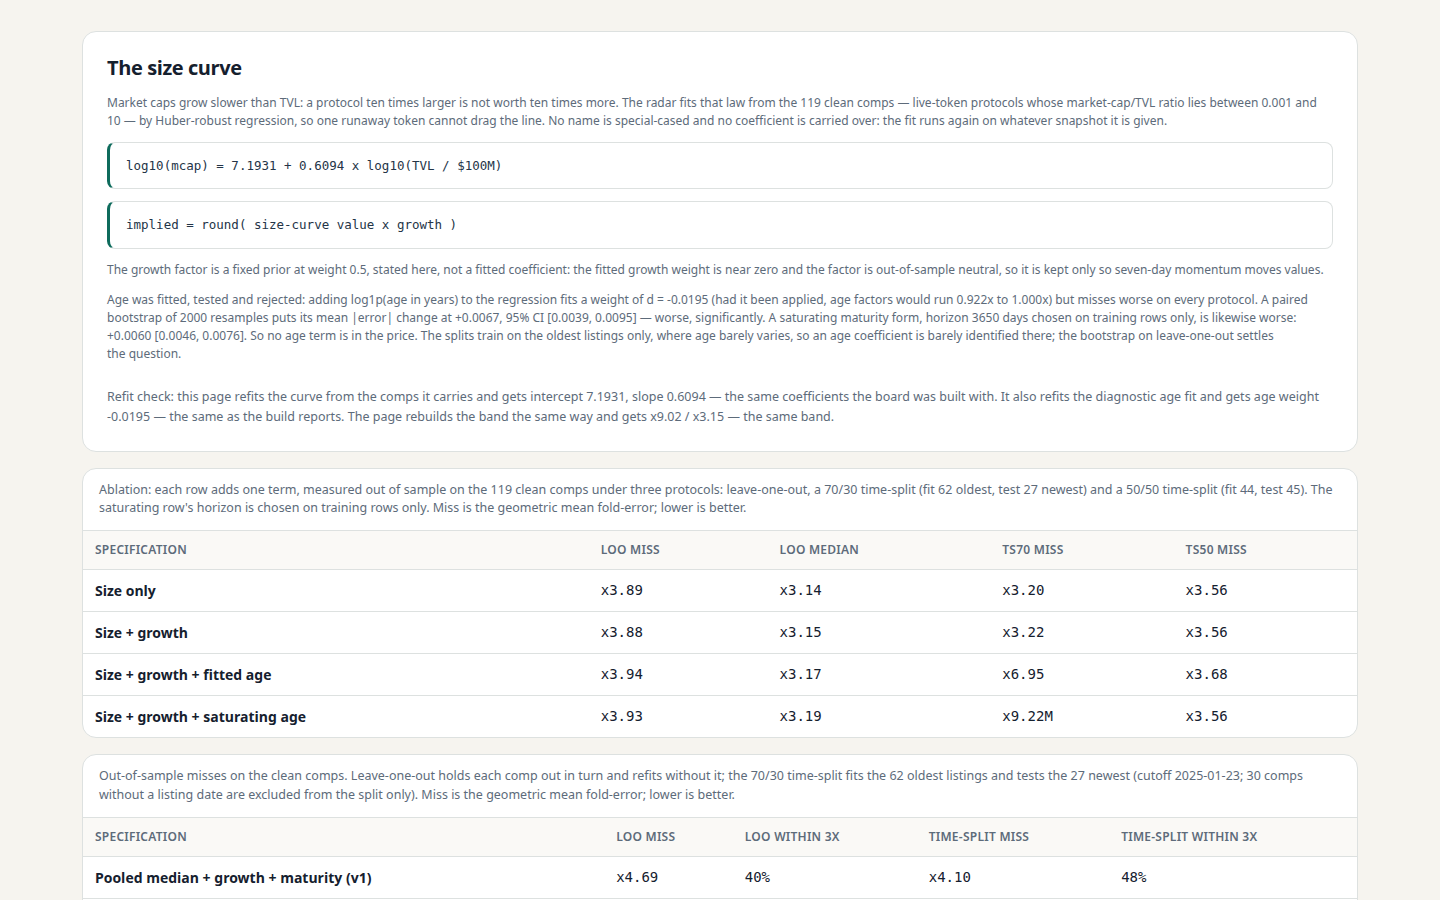 The size curve
Market caps grow slower than TVL: a protocol ten times larger is not worth ten times more. The radar fits that law from the 119 clean comps — live-token protocols whose market-cap/TVL ratio lies between 0.001 and
10 — by Huber-robust regression, so one runaway token cannot drag the line. No name is special-cased and no coefficient is carried over: the fit runs again on whatever snapshot it is given.
log10(mcap) = 7.1931 + 0.6094 x log10(TVL / $100M)
implied = round( size-curve value x growth )
The growth factor is a fixed prior at weight 0.5, stated here, not a fitted coefficient: the fitted growth weight is near zero and the factor is out-of-sample neutral, so it is kept only so seven-day momentum moves values.
Age was fitted, tested and rejected: adding log1p(age in years) to the regression fits a weight of d = -0.0195 (had it been applied, age factors would run 0.922x to 1.000x) but misses worse on every protocol. A paired
bootstrap of 2000 resamples puts its mean |error| change at +0.0067, 95% CI [0.0039, 0.0095] — worse, significantly. A saturating maturity form, horizon 3650 days chosen on training rows only, is likewise worse:
+0.0060 [0.0046, 0.0076]. So no age term is in the price. The splits train on the oldest listings only, where age barely varies, so an age coefficient is barely identified there; the bootstrap on leave-one-out settles
the question.
Refit check: this page refits the curve from the comps it carries and gets intercept 7.1931, slope 0.6094 — the same coefficients the board was built with. It also refits the diagnostic age fit and gets age weight
-0.0195 — the same as the build reports. The page rebuilds the band the same way and gets x9.02 / x3.15 — the same band.
Ablation: each row adds one term, measured out of sample on the 119 clean comps under three protocols: leave-one-out, a 70/30 time-split (fit 62 oldest, test 27 newest) and a 50/50 time-split (fit 44, test 45). The
saturating row's horizon is chosen on training rows only. Miss is the geometric mean fold-error; lower is better.
SPECIFICATION LOO MISS LOO MEDIAN TS70 MISS TS50 MISS
Size only x3.89 x3.14 x3.20 x3.56
Size + growth x3.88 x3.15 x3.22 x3.56
Size + growth + fitted age x3.94 x3.17 x6.95 x3.68
Size + growth + saturating age x3.93 x3.19 x9.22M x3.56
Out-of-sample misses on the clean comps. Leave-one-out holds each comp out in turn and refits without it; the 70/30 time-split fits the 62 oldest listings and tests the 27 newest (cutoff 2025-01-23; 30 comps
without a listing date are excluded from the split only). Miss is the geometric mean fold-error; lower is better.
SPECIFICATION LOO MISS LOO WITHIN 3X TIME-SPLIT MISS TIME-SPLIT WITHIN 3X
Pooled median + growth + maturity (v1) x4.69 40% x4.10 48%